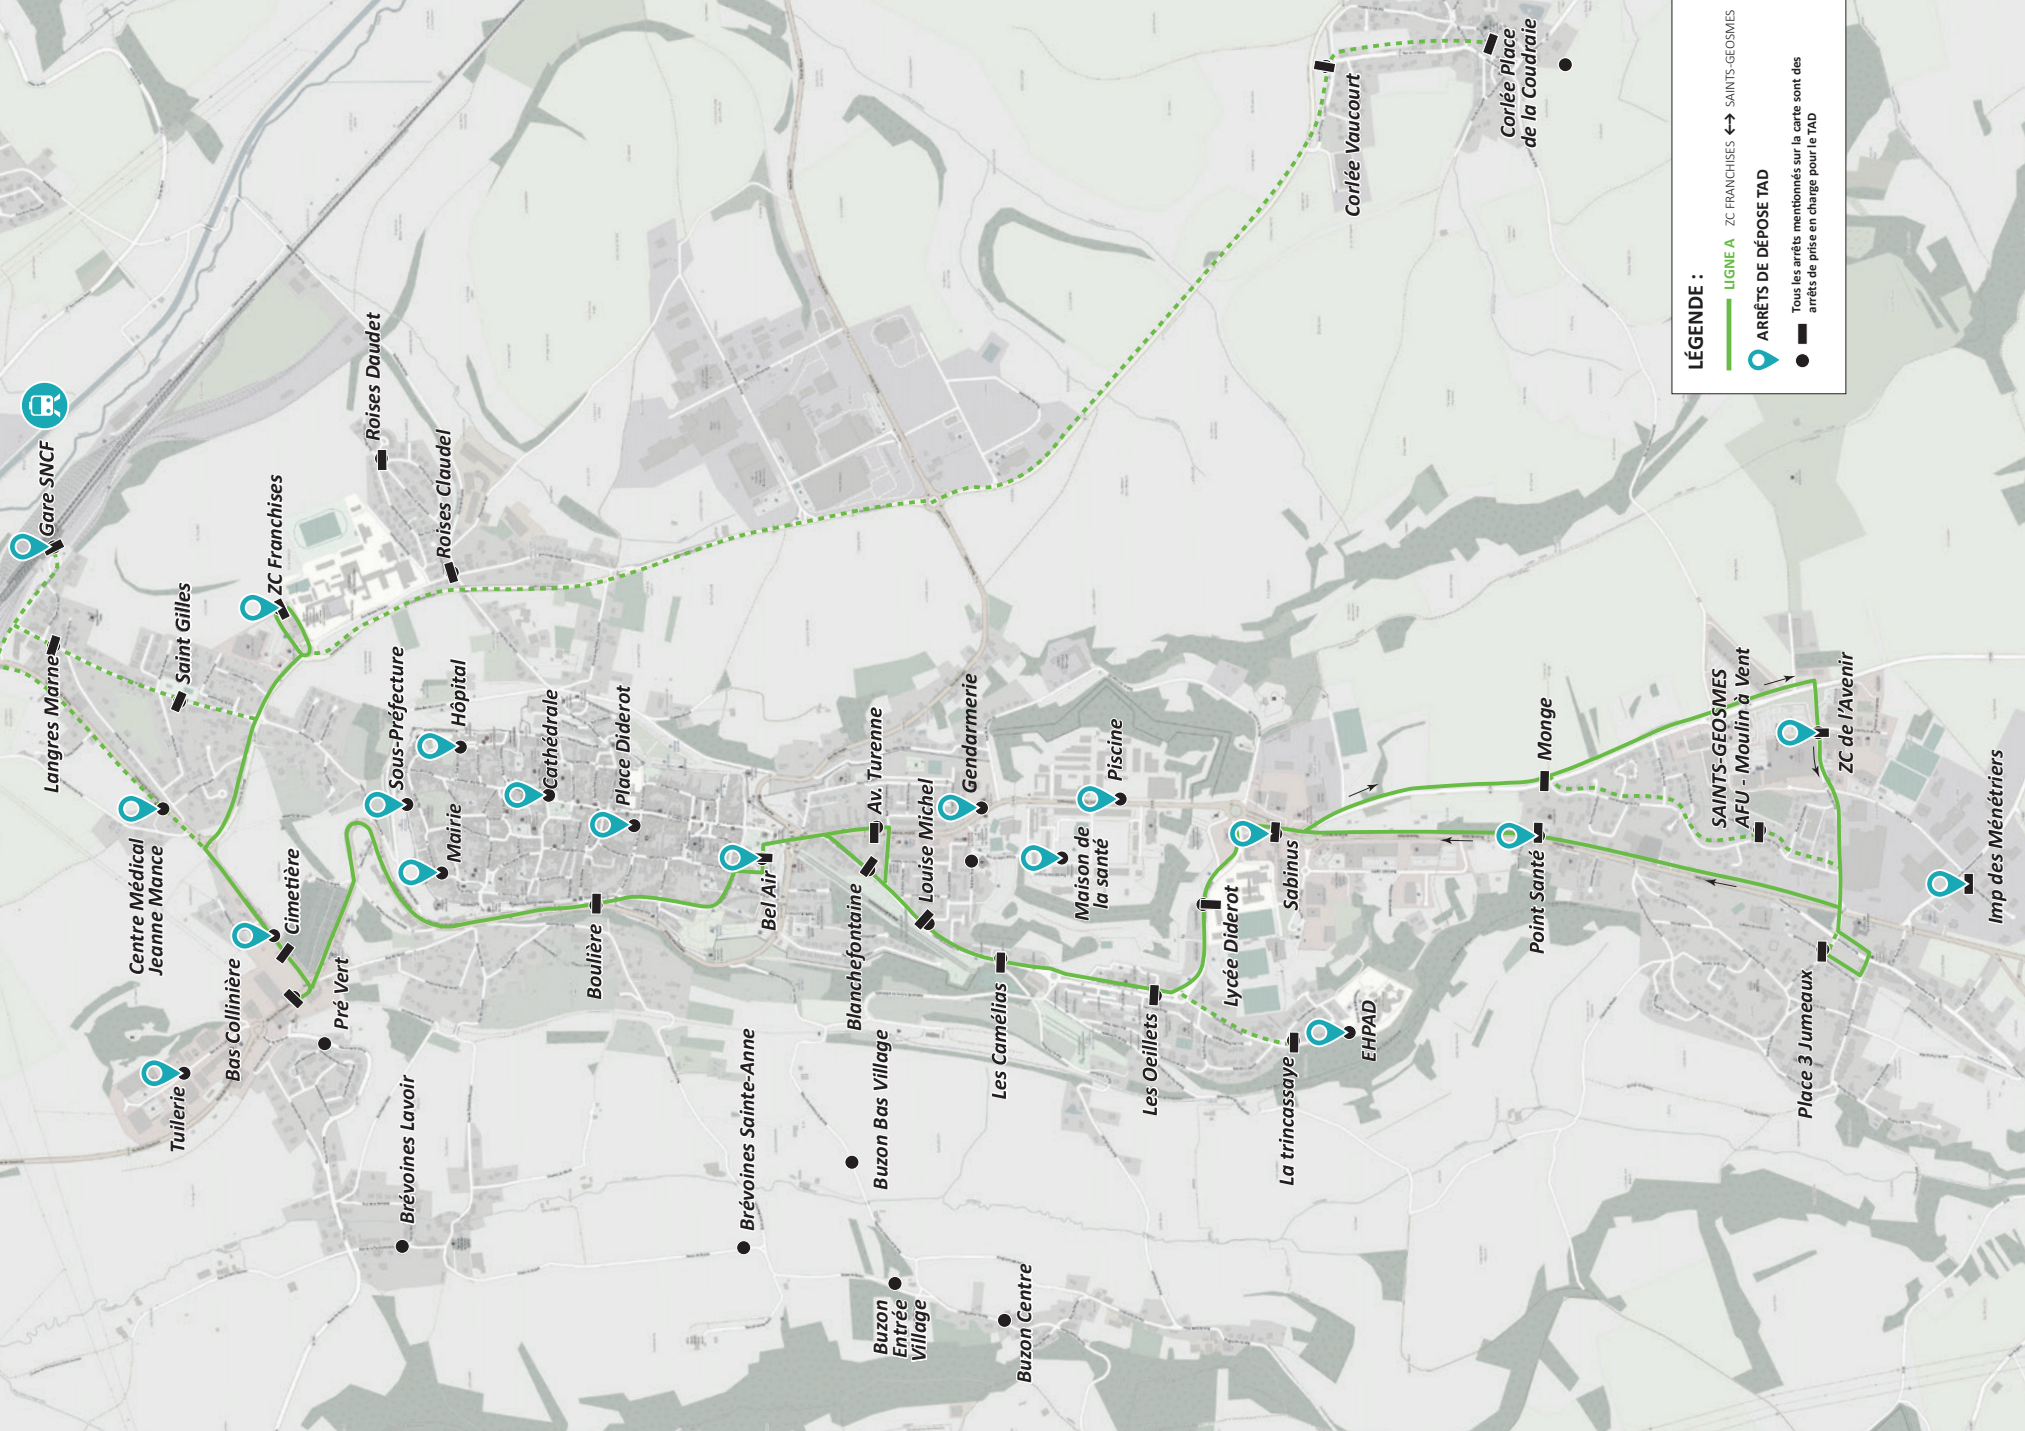 Gare SNCF
Langres Marne
Saint Gilles
ZC Franchises
Roises Daudet
Roises Claudel
Centre Médical
Jeanne Mance
Cimetière
Bas Collinière
Tuilerie
Pré Vert
Sous-Préfecture
Hôpital
Mairie
Cathédrale
Place Diderot
Boulière
Bel Air
Av. Turenne
Blanchefontaine
Louise Michel
Gendarmerie
Maison de
la santé
Piscine
Les Camélias
Les Oeillets
Lycée Diderot
Sabinus
La trincassaye
EHPAD
Brévoines Lavoir
Brévoines Sainte-Anne
Buzon Bas Village
Buzon
Entrée
Village
Buzon Centre
Corlée Vaucourt
Corlée Place
de la Coudraie
Monge
Point Santé
SAINTS-GEOSMES
AFU - Moulin à Vent
ZC de l'Avenir
Place 3 Jumeaux
Imp des Ménétriers
LÉGENDE :
LIGNE A ZC FRANCHISES ↔ SAINTS-GEOSMES
ARRÊTS DE DÉPOSE TAD
Tous les arrêts mentionnés sur la carte sont des
arrêts de prise en charge pour le TAD